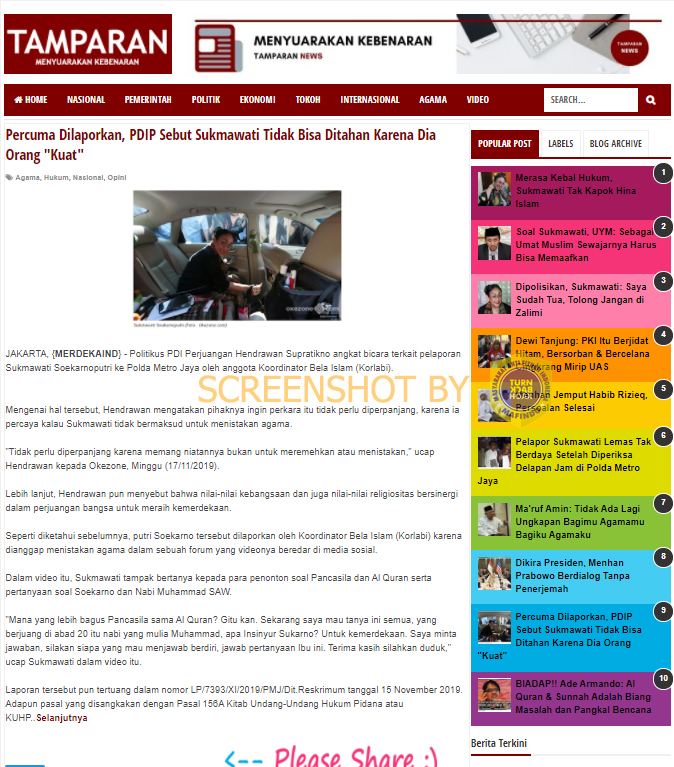 TAMPARAN
MENYUARAKAN KEBENARAN
MENYUARAKAN KEBENARAN
TAMPARAN NEWS
TAMPARAN
NEWS
HOME NASIONAL PEMERINTAH POLITIK EKONOMI TOKOH INTERNASIONAL AGAMA VIDEO
SEARCH...
Percuma Dilaporkan, PDIP Sebut Sukmawati Tidak Bisa Ditahan Karena Dia
Orang "Kuat"
Agama, Hukum, Nasional, Opini
okezone.com
Sukmawati Soekarnoputri (Foto : Okezone.com)
JAKARTA, {MERDEKAIND} - Politikus PDI Perjuangan Hendrawan Supratikno angkat bicara terkait pelaporan
Sukmawati Soekarnoputri ke Polda Metro Jaya oleh anggota Koordinator Bela Islam (Korlabi).
SCREENSHOT BY
Mengenai hal tersebut, Hendrawan mengatakan pihaknya ingin perkara itu tidak perlu diperpanjang, karena ia
percaya kalau Sukmawati tidak bermaksud untuk menistakan agama.
"Tidak perlu diperpanjang karena memang niatannya bukan untuk meremehkan atau menistakan," ucap
Hendrawan kepada Okezone, Minggu (17/11/2019).
Lebih lanjut, Hendrawan pun menyebut bahwa nilai-nilai kebangsaan dan juga nilai-nilai religiositas bersinergi
dalam perjuangan bangsa untuk meraih kemerdekaan.
Seperti diketahui sebelumnya, putri Soekarno tersebut dilaporkan oleh Koordinator Bela Islam (Korlabi) karena
dianggap menistakan agama dalam sebuah forum yang videonya beredar di media sosial.
Dalam video itu, Sukmawati tampak bertanya kepada para penonton soal Pancasila dan Al Quran serta
pertanyaan soal Soekarno dan Nabi Muhammad SAW.
"Mana yang lebih bagus Pancasila sama Al Quran? Gitu kan. Sekarang saya mau tanya ini semua, yang
berjuang di abad 20 itu nabi yang mulia Muhammad, apa Insinyur Sukarno? Untuk kemerdekaan. Saya minta
jawaban, silakan siapa yang mau menjawab berdiri, jawab pertanyaan Ibu ini. Terima kasih silahkan duduk,"
ucap Sukmawati dalam video itu.
Laporan tersebut pun tertuang dalam nomor LP/7393/XI/2019/PMJ/Dit.Reskrimum tanggal 15 November 2019.
Adapun pasal yang disangkakan dengan Pasal 156A Kitab Undang-Undang Hukum Pidana atau
KUHP..Selanjutnya
<-- Please Share :)
POPULAR POST LABELS BLOG ARCHIVE
1
Merasa Kebal Hukum,
Sukmawati Tak Kapok Hina
Islam
2
Soal Sukmawati, UYM: Sebagai
Umat Muslim Sewajarnya Harus
Bisa Memaafkan
3
Dipolisikan, Sukmawati: Saya
Sudah Tua, Tolong Jangan di
Zalimi
4
Dewi Tanjung: PKI Itu Berjidat
Hitam, Bersorban & Bercelana
Mirip UAS
TURN
BACK
HOAX
5
Jemput Habib Rizieq,
Persoalan Selesai
6
Pelapor Sukmawati Lemas Tak
Berdaya Setelah Diperiksa
Delapan Jam di Polda Metro
Jaya
7
Ma'ruf Amin: Tidak Ada Lagi
Ungkapan Bagimu Agamamu
Bagiku Agamaku
8
Dikira Presiden, Menhan
Prabowo Berdialog Tanpa
Penerjemah
9
Percuma Dilaporkan, PDIP
Sebut Sukmawati Tidak Bisa
Ditahan Karena Dia Orang
"Kuat"
10
BIADAP!! Ade Armando: Al
Quran & Sunnah Adalah Biang
Masalah dan Pangkal Bencana
Berita Terkini